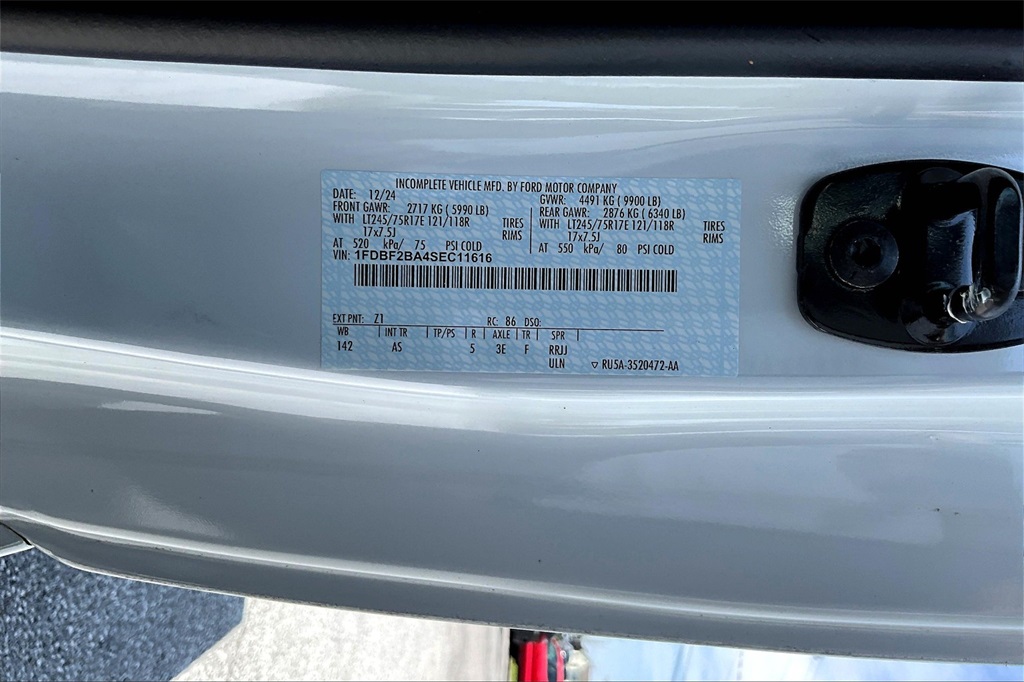 INCOMPLETE VEHICLE MFD. BY FORD MOTOR COMPANY
DATE: 12/24 GVWR: 4491 KG ( 9900 LB)
FRONT GAWR: 2717 KG ( 5990 LB) REAR GAWR: 2876 KG ( 6340 LB)
WITH LT245/75R17E 121/118R TIRES WITH LT245/75R17E 121/118R TIRES
17x7.5J RIMS 17x7.5J RIMS
AT 520 kPa/ 75 PSI COLD AT 550 kPa/ 80 PSI COLD
VIN: 1FDBF2BA4SEC11616
EXT PNT: Z1 RC: 86 DSO:
WB INT TR TP/PS R AXLE TR SPR
142 AS 5 3E F RRJJ
ULN ▽ RU5A-3520472-AA